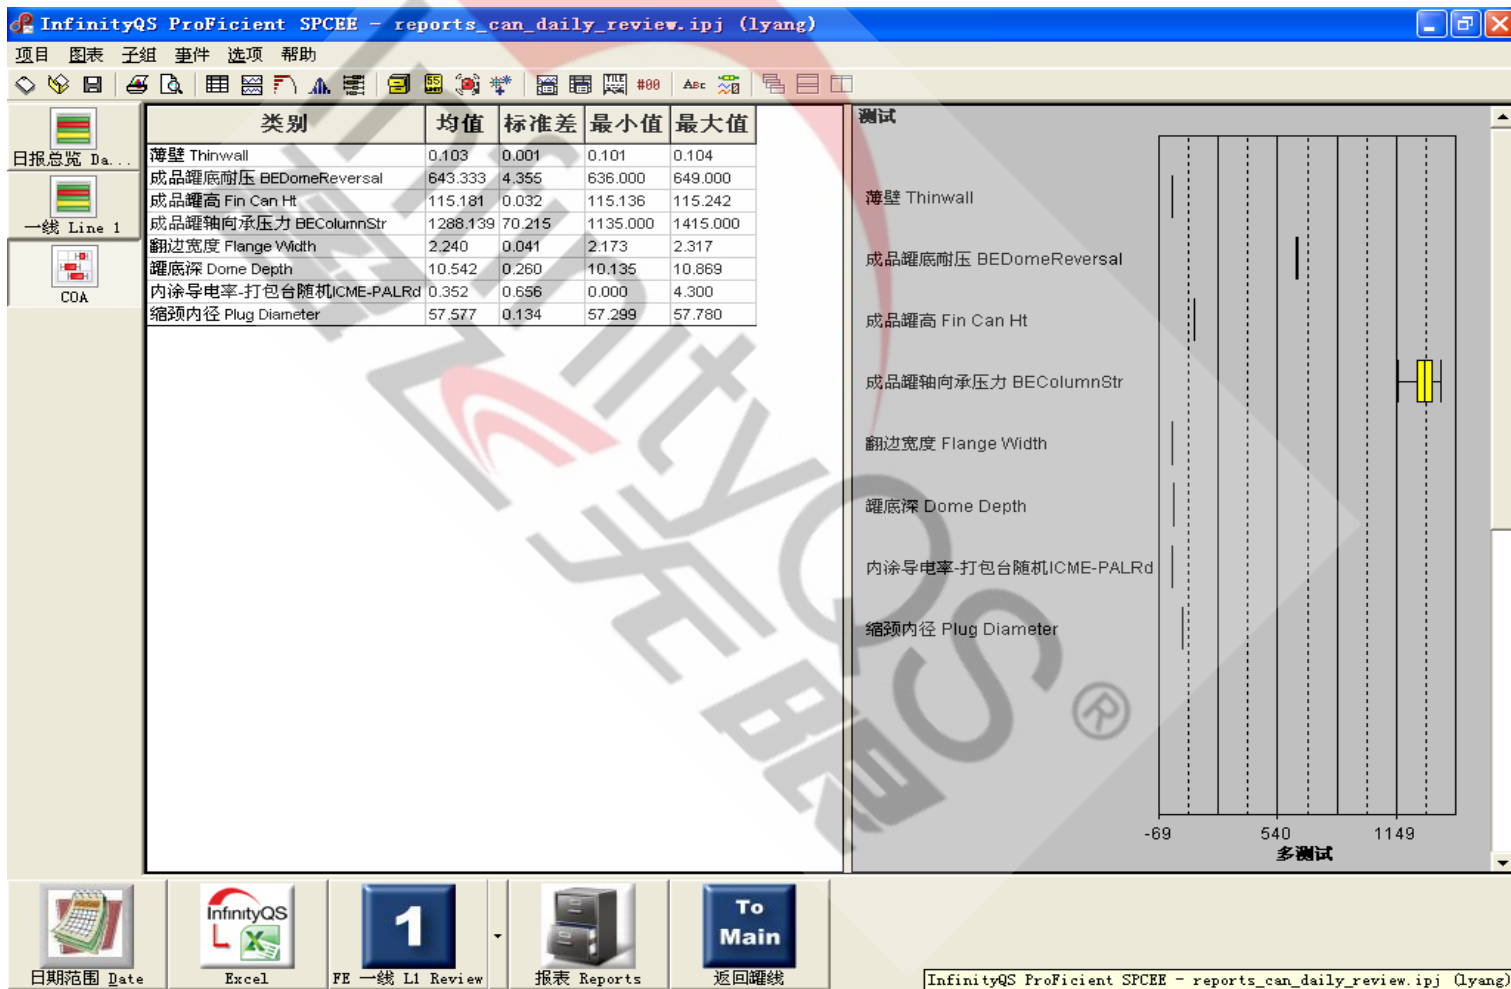 InfinityQS ProFicient SPCEE - reports_can_daily_review.ipj (lyang)
项目 图表 子组 事件 选项 帮助
#00 ABC
日报总览 Da...
一线 Line 1
COA
类别 均值 标准差 最小值 最大值
薄壁 Thinwall 0.103 0.001 0.101 0.104
成品罐底耐压 BEDomeReversal 643.333 4.355 636.000 649.000
成品罐高 Fin Can Ht 115.181 0.032 115.136 115.242
成品罐轴向承压力 BEColumnStr 1288.139 70.215 1135.000 1415.000
翻边宽度 Flange Width 2.240 0.041 2.173 2.317
罐底深 Dome Depth 10.542 0.260 10.135 10.869
内涂导电率-打包台随机ICME-PALRd 0.352 0.656 0.000 4.300
缩颈内径 Plug Diameter 57.577 0.134 57.299 57.780
测试
薄壁 Thinwall
成品罐底耐压 BEDomeReversal
成品罐高 Fin Can Ht
成品罐轴向承压力 BEColumnStr
翻边宽度 Flange Width
罐底深 Dome Depth
内涂导电率-打包台随机ICME-PALRd
缩颈内径 Plug Diameter
-69 540 1149
多测试
InfinityQS®
盈飞无限
InfinityQS
L
1
To
Main
日期范围 Date
Excel
FE 一线 L1 Review
报表 Reports
返回罐线
InfinityQS ProFicient SPCEE - reports_can_daily_review.ipj (lyang)